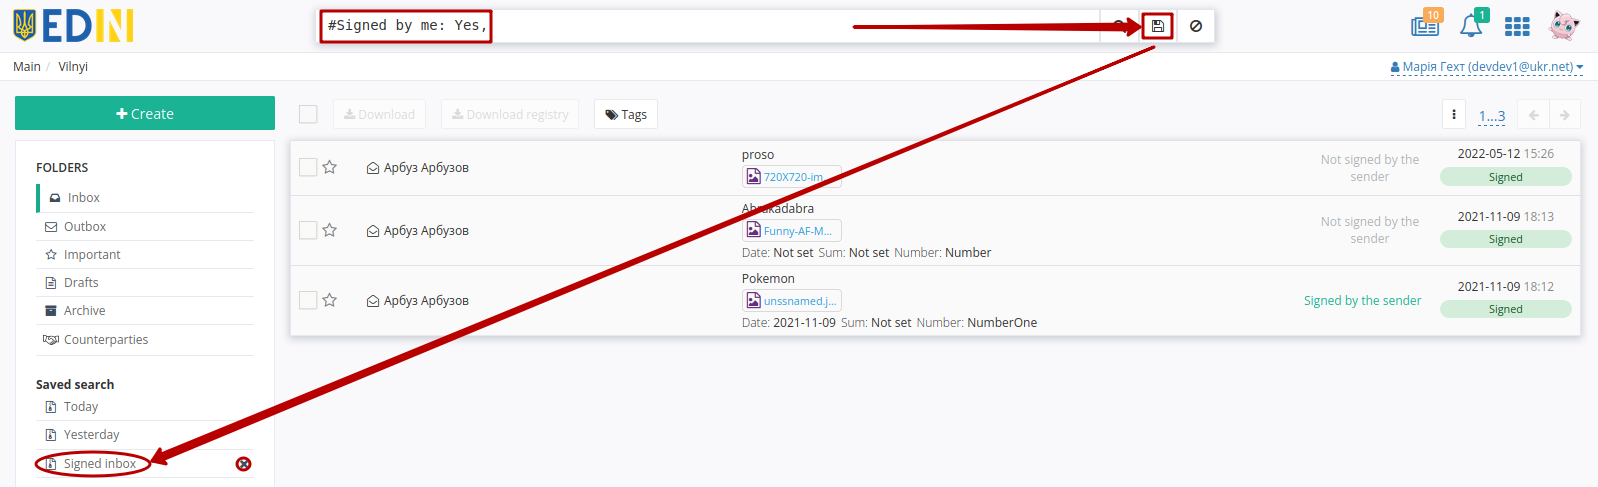 EDIN
#Signed by me: Yes,
10
1
Main / Vilnyi
Марія Гехт (devdev1@ukr.net)
Create
Download
Download registry
Tags
1...3
FOLDERS
Inbox
Outbox
Important
Drafts
Archive
Counterparties
Saved search
Today
Yesterday
Signed inbox
Арбуз Арбузов
proso
720X720-im...
Not signed by the
sender
2022-05-12 15:26
Signed
Арбуз Арбузов
Abrakadabra
Funny-AF-M...
Date: Not set Sum: Not set Number: Number
Not signed by the
sender
2021-11-09 18:13
Signed
Арбуз Арбузов
Pokemon
unssnamed.j...
Date: 2021-11-09 Sum: Not set Number: NumberOne
Signed by the sender
2021-11-09 18:12
Signed